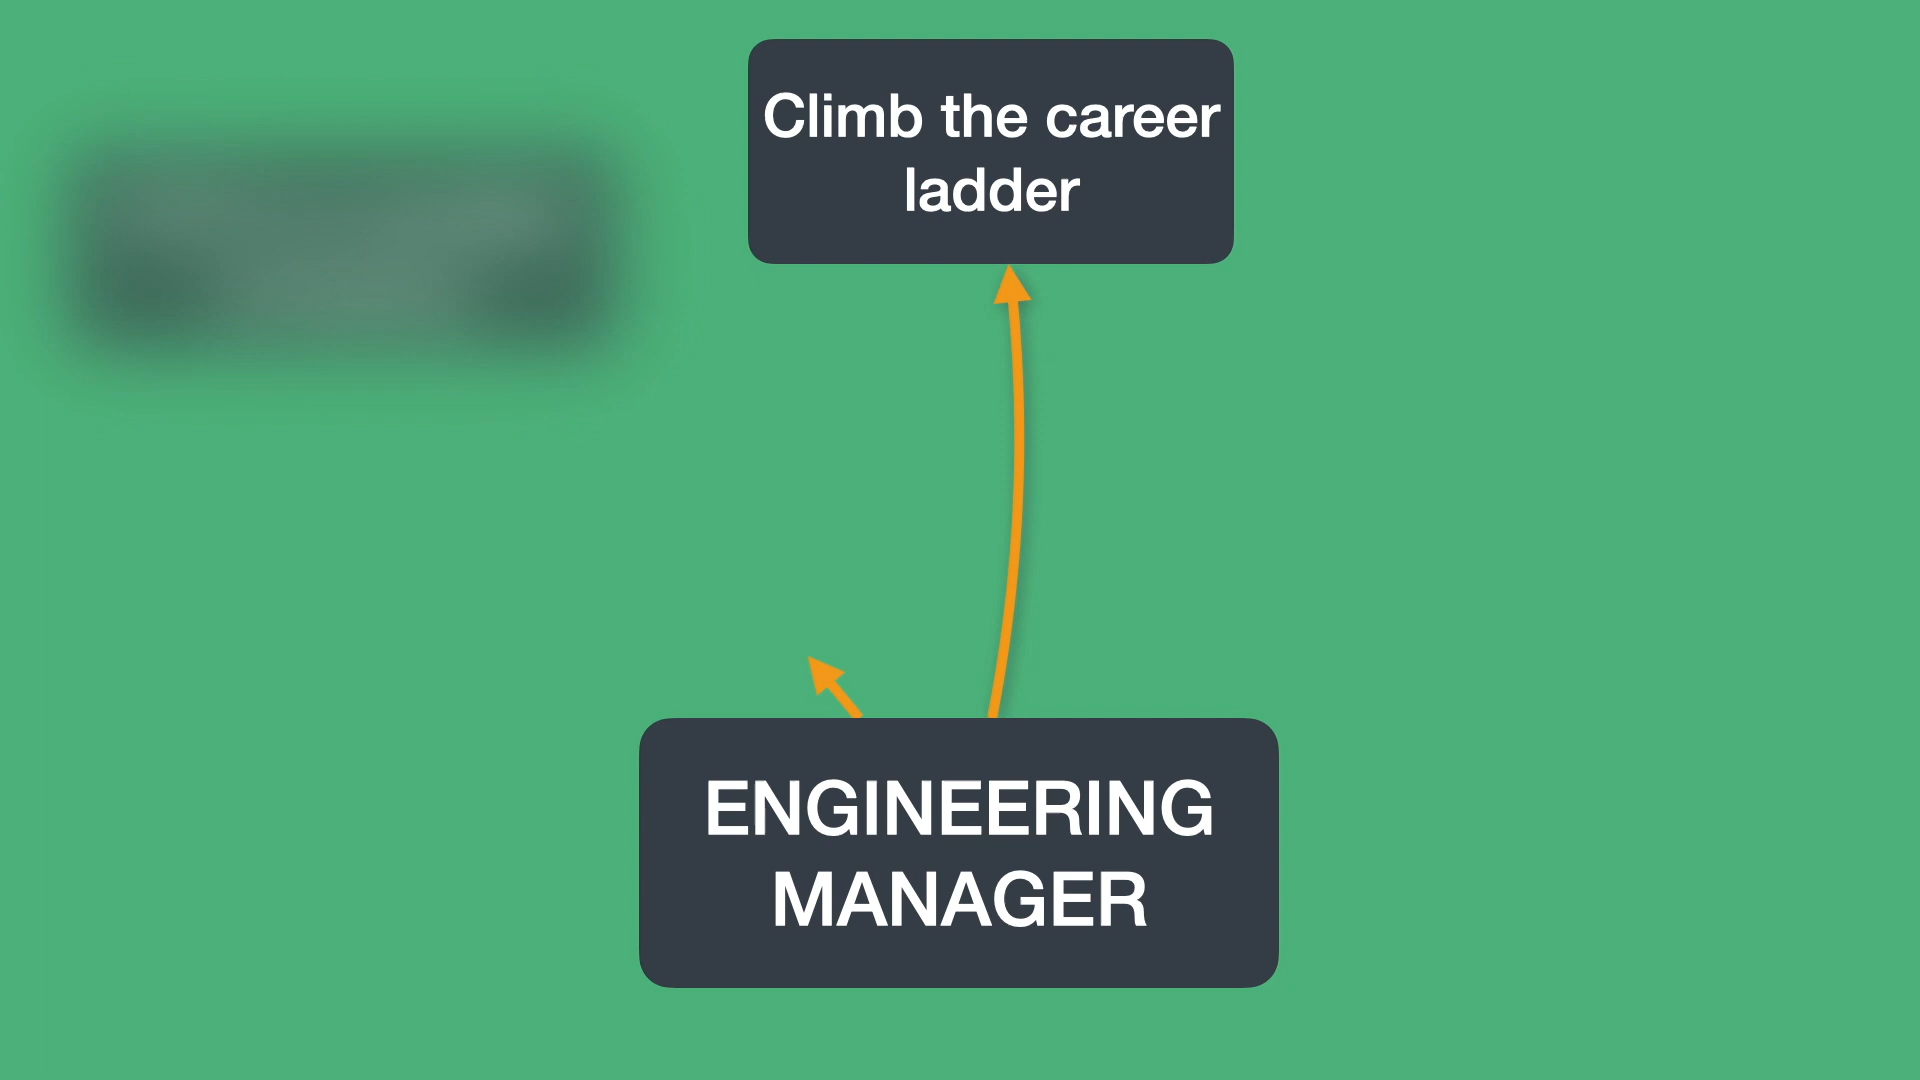 Climb the career
ladder
ENGINEERING
MANAGER